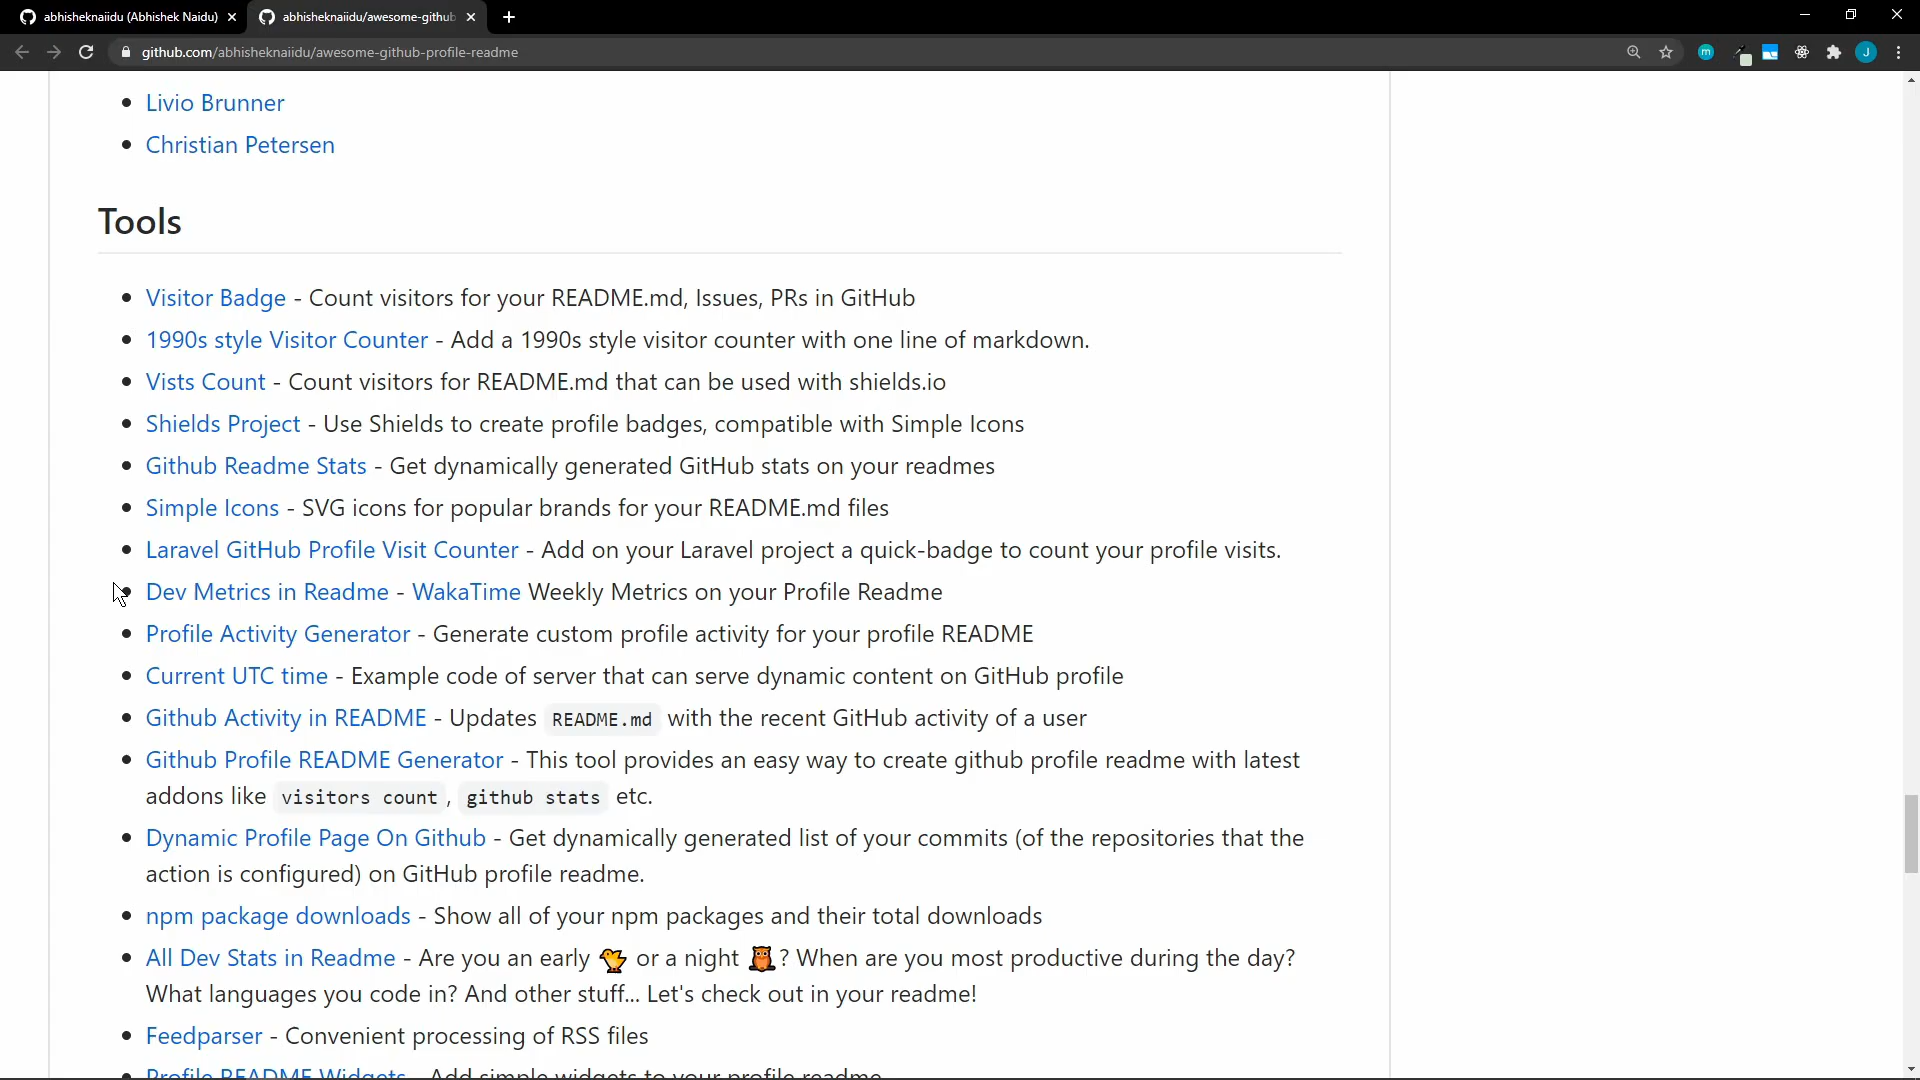 abhisheknaiidu (Abhishek Naidu)
abhisheknaiidu/awesome-github
github.com/abhisheknaiidu/awesome-github-profile-readme
m
J
Livio Brunner
Christian Petersen
Tools
Visitor Badge - Count visitors for your README.md, Issues, PRs in GitHub
1990s style Visitor Counter - Add a 1990s style visitor counter with one line of markdown.
Vists Count - Count visitors for README.md that can be used with shields.io
Shields Project - Use Shields to create profile badges, compatible with Simple Icons
Github Readme Stats - Get dynamically generated GitHub stats on your readmes
Simple Icons - SVG icons for popular brands for your README.md files
Laravel GitHub Profile Visit Counter - Add on your Laravel project a quick-badge to count your profile visits.
Dev Metrics in Readme - WakaTime Weekly Metrics on your Profile Readme
Profile Activity Generator - Generate custom profile activity for your profile README
Current UTC time - Example code of server that can serve dynamic content on GitHub profile
Github Activity in README - Updates README.md with the recent GitHub activity of a user
Github Profile README Generator - This tool provides an easy way to create github profile readme with latest
addons like visitors count, github stats etc.
Dynamic Profile Page On Github - Get dynamically generated list of your commits (of the repositories that the
action is configured) on GitHub profile readme.
npm package downloads - Show all of your npm packages and their total downloads
All Dev Stats in Readme - Are you an early 🐤 or a night 🦉? When are you most productive during the day?
What languages you code in? And other stuff... Let's check out in your readme!
Feedparser - Convenient processing of RSS files
Profile README Widgets - Add simple widgets to your profile readme